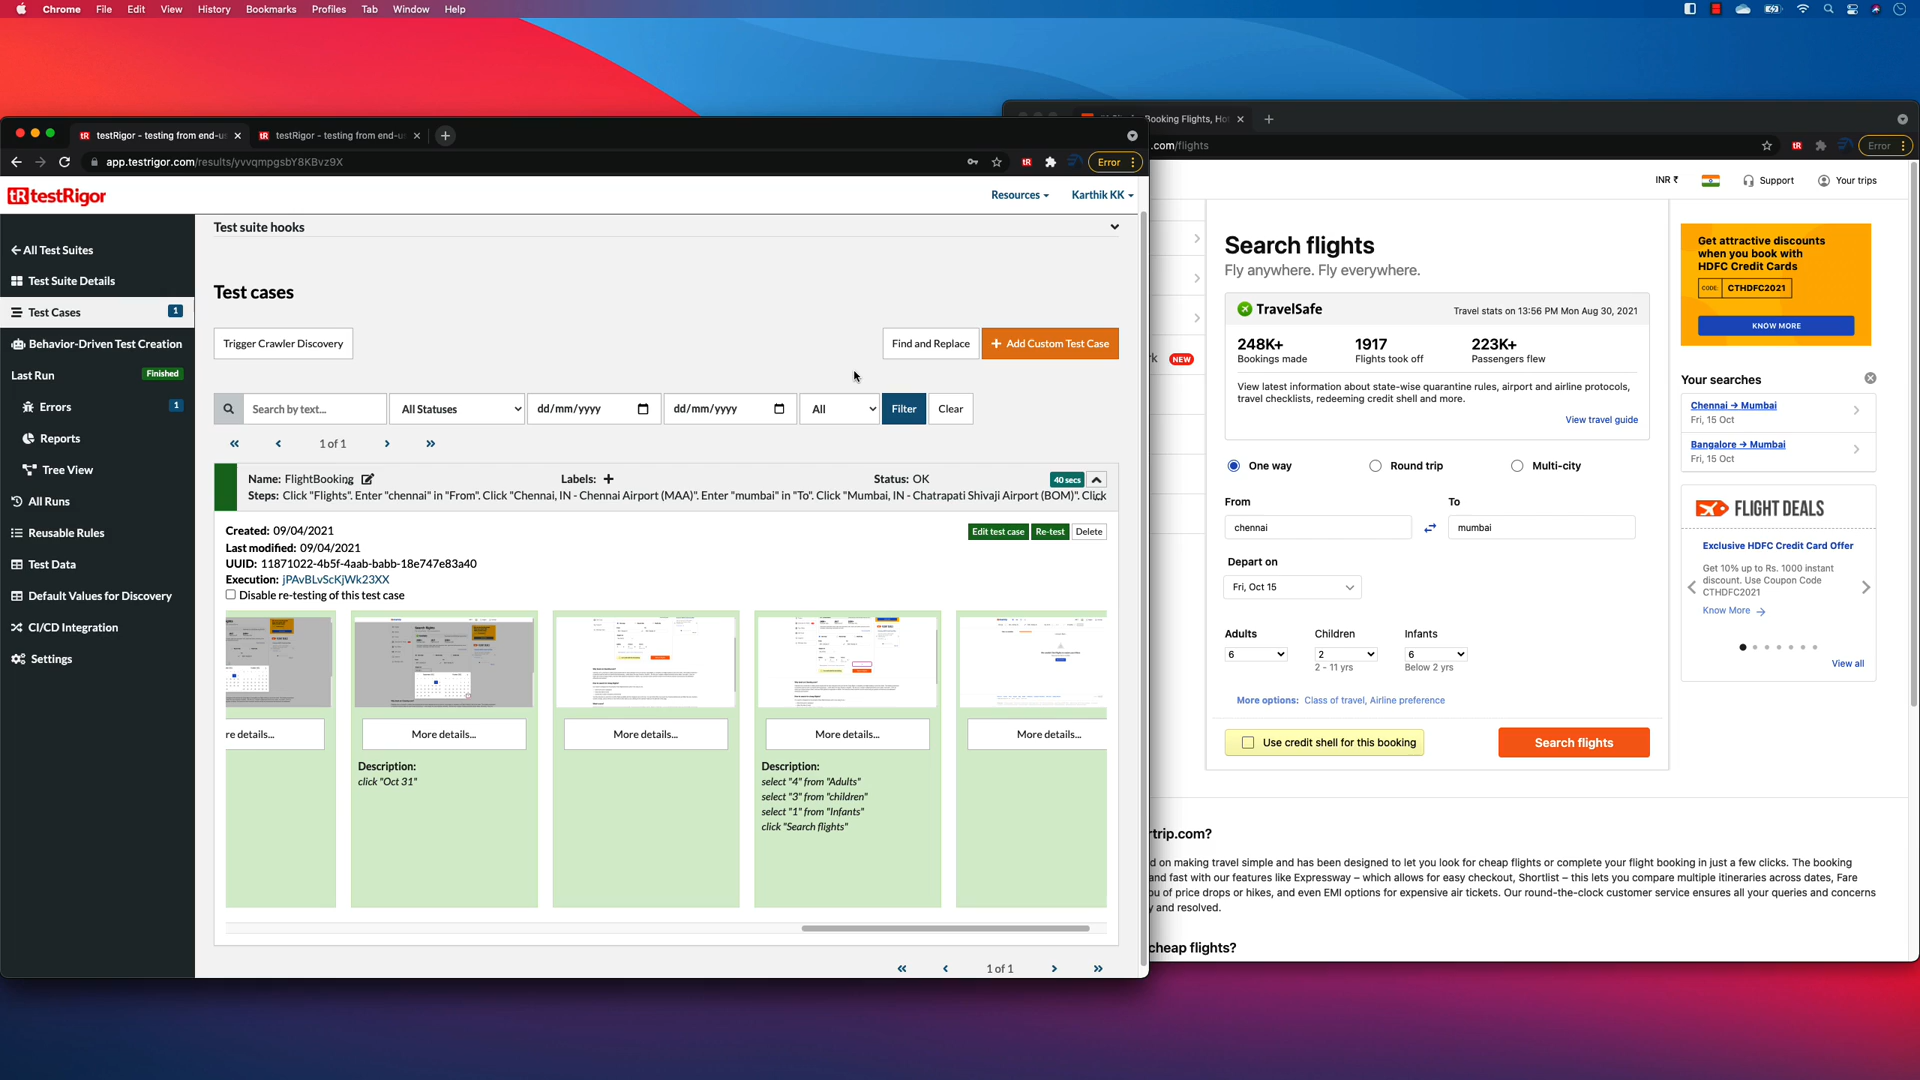 Chrome File Edit View History Bookmarks Profiles Tab Window Help
testRigor - testing from end-us
testRigor - testing from end-us
app.testrigor.com/results/yvvqmpgsbY8KBvz9X
Error
testRigor
Resources
Karthik KK
All Test Suites
Test Suite Details
Test Cases 1
Behavior-Driven Test Creation
Last Run Finished
Errors 1
Reports
Tree View
All Runs
Reusable Rules
Test Data
Default Values for Discovery
CI/CD Integration
Settings
Test suite hooks
Test cases
Trigger Crawler Discovery
Find and Replace
+ Add Custom Test Case
Search by text...
All Statuses
dd/mm/yyyy
dd/mm/yyyy
All
Filter
Clear
« ‹ 1 of 1 › »
Name: FlightBooking
Labels: +
Status: OK
40 secs
Steps: Click "Flights". Enter "chennai" in "From". Click "Chennai, IN - Chennai Airport (MAA)". Enter "mumbai" in "To". Click "Mumbai, IN - Chatrapati Shivaji Airport (BOM)". Click
Created: 09/04/2021
Edit test case Re-test Delete
Last modified: 09/04/2021
UUID: 11871022-4b5f-4aab-babb-18e747e83a40
Execution: jPAvBLvScKjWk23XX
Disable re-testing of this test case
re details...
More details...
More details...
More details...
More details...
Description:
click "Oct 31"
Description:
select "4" from "Adults"
select "3" from "children"
select "1" from "Infants"
click "Search flights"
« ‹ 1 of 1 › »
Booking Flights, Ho
.com/flights
Error
INR ₹
Support
Your trips
NEW
Search flights
Fly anywhere. Fly everywhere.
TravelSafe
Travel stats on 13:56 PM Mon Aug 30, 2021
248K+ 1917 223K+
Bookings made Flights took off Passengers flew
View latest information about state-wise quarantine rules, airport and airline protocols,
travel checklists, redeeming credit shell and more.
View travel guide
One way
Round trip
Multi-city
From To
chennai mumbai
Depart on
Fri, Oct 15
Adults Children Infants
6 2 6
2 - 11 yrs Below 2 yrs
More options: Class of travel, Airline preference
Use credit shell for this booking
Search flights
Get attractive discounts
when you book with
HDFC Credit Cards
CODE: CTHDFC2021
KNOW MORE
Your searches
Chennai → Mumbai
Fri, 15 Oct
Bangalore → Mumbai
Fri, 15 Oct
FLIGHT DEALS
Exclusive HDFC Credit Card Offer
Get 10% up to Rs. 1000 instant
discount. Use Coupon Code
CTHDFC2021
Know More
View all
rtrip.com?
d on making travel simple and has been designed to let you look for cheap flights or complete your flight booking in just a few clicks. The booking
and fast with our features like Expressway – which allows for easy checkout, Shortlist – this lets you compare multiple itineraries across dates, Fare
ou of price drops or hikes, and even EMI options for expensive air tickets. Our round-the-clock customer service ensures all your queries and concerns
y and resolved.
cheap flights?